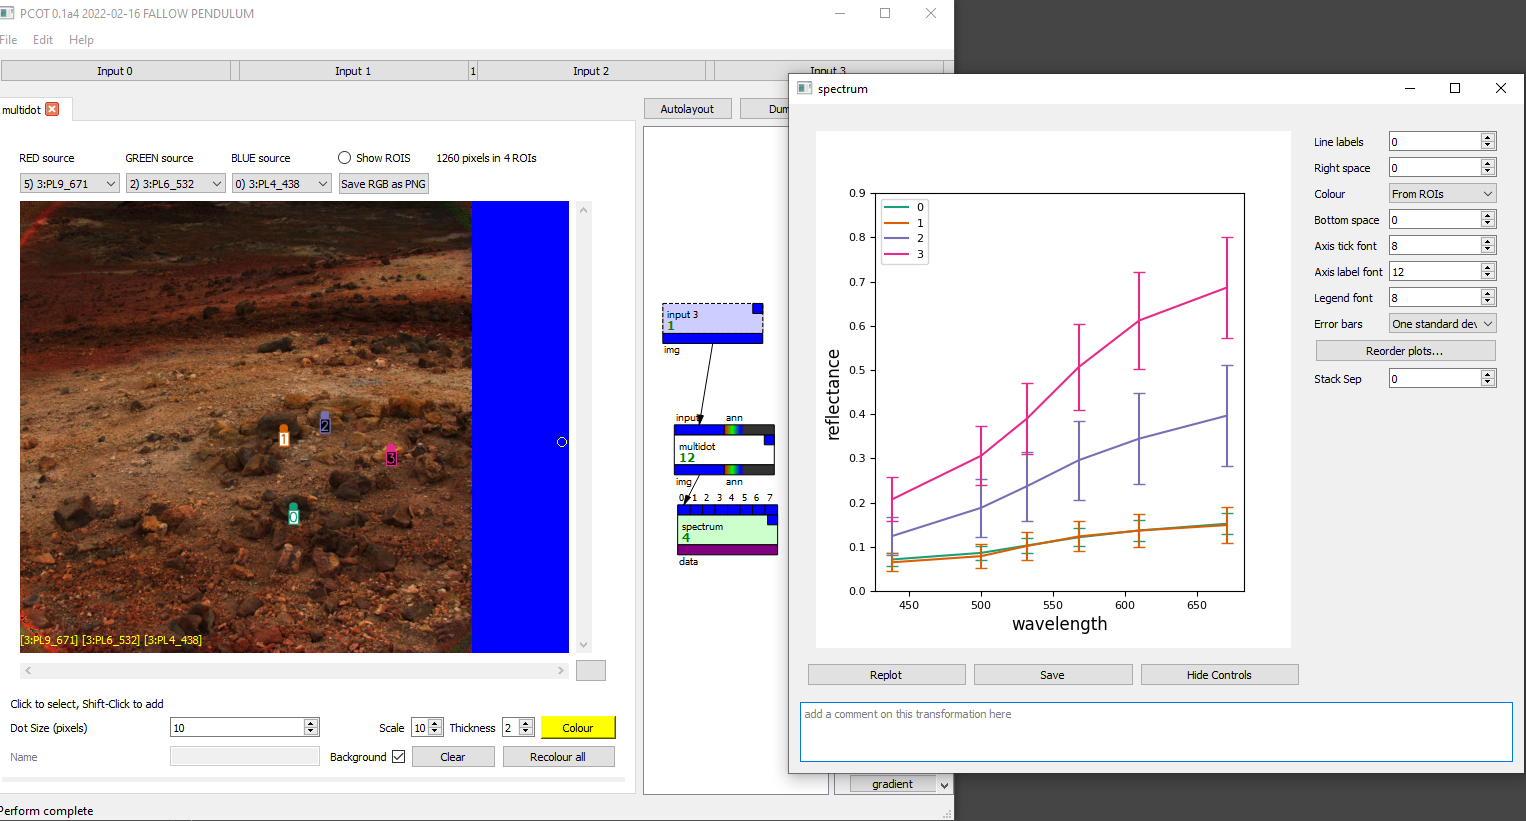 PCOT 0.1a4 2022-02-16 FALLOW PENDULUM
File Edit Help
Input 0 Input 1 1 Input 2 Input 3
multidot
Autolayout
RED source GREEN source BLUE source Show ROIS 1260 pixels in 4 ROIs
5) 3:PL9_671 2) 3:PL6_532 0) 3:PL4_438 Save RGB as PNG
1
2
3
0
[3:PL9_671] [3:PL6_532] [3:PL4_438]
Click to select, Shift-Click to add
Dot Size (pixels) 10 Scale 10 Thickness 2 Colour
Name Background Clear Recolour all
Perform complete
input 3
1
img
input ann
multidot
12
img ann
0 1 2 3 4 5 6 7
spectrum
4
data
gradient
spectrum
0.9
0.8
0.7
0.6
0.5
0.4
0.3
0.2
0.1
0.0
reflectance
0
1
2
3
450 500 550 600 650
wavelength
Line labels 0
Right space 0
Colour From ROIs
Bottom space 0
Axis tick font 8
Axis label font 12
Legend font 8
Error bars One standard dev
Reorder plots...
Stack Sep 0
Replot Save Hide Controls
add a comment on this transformation here